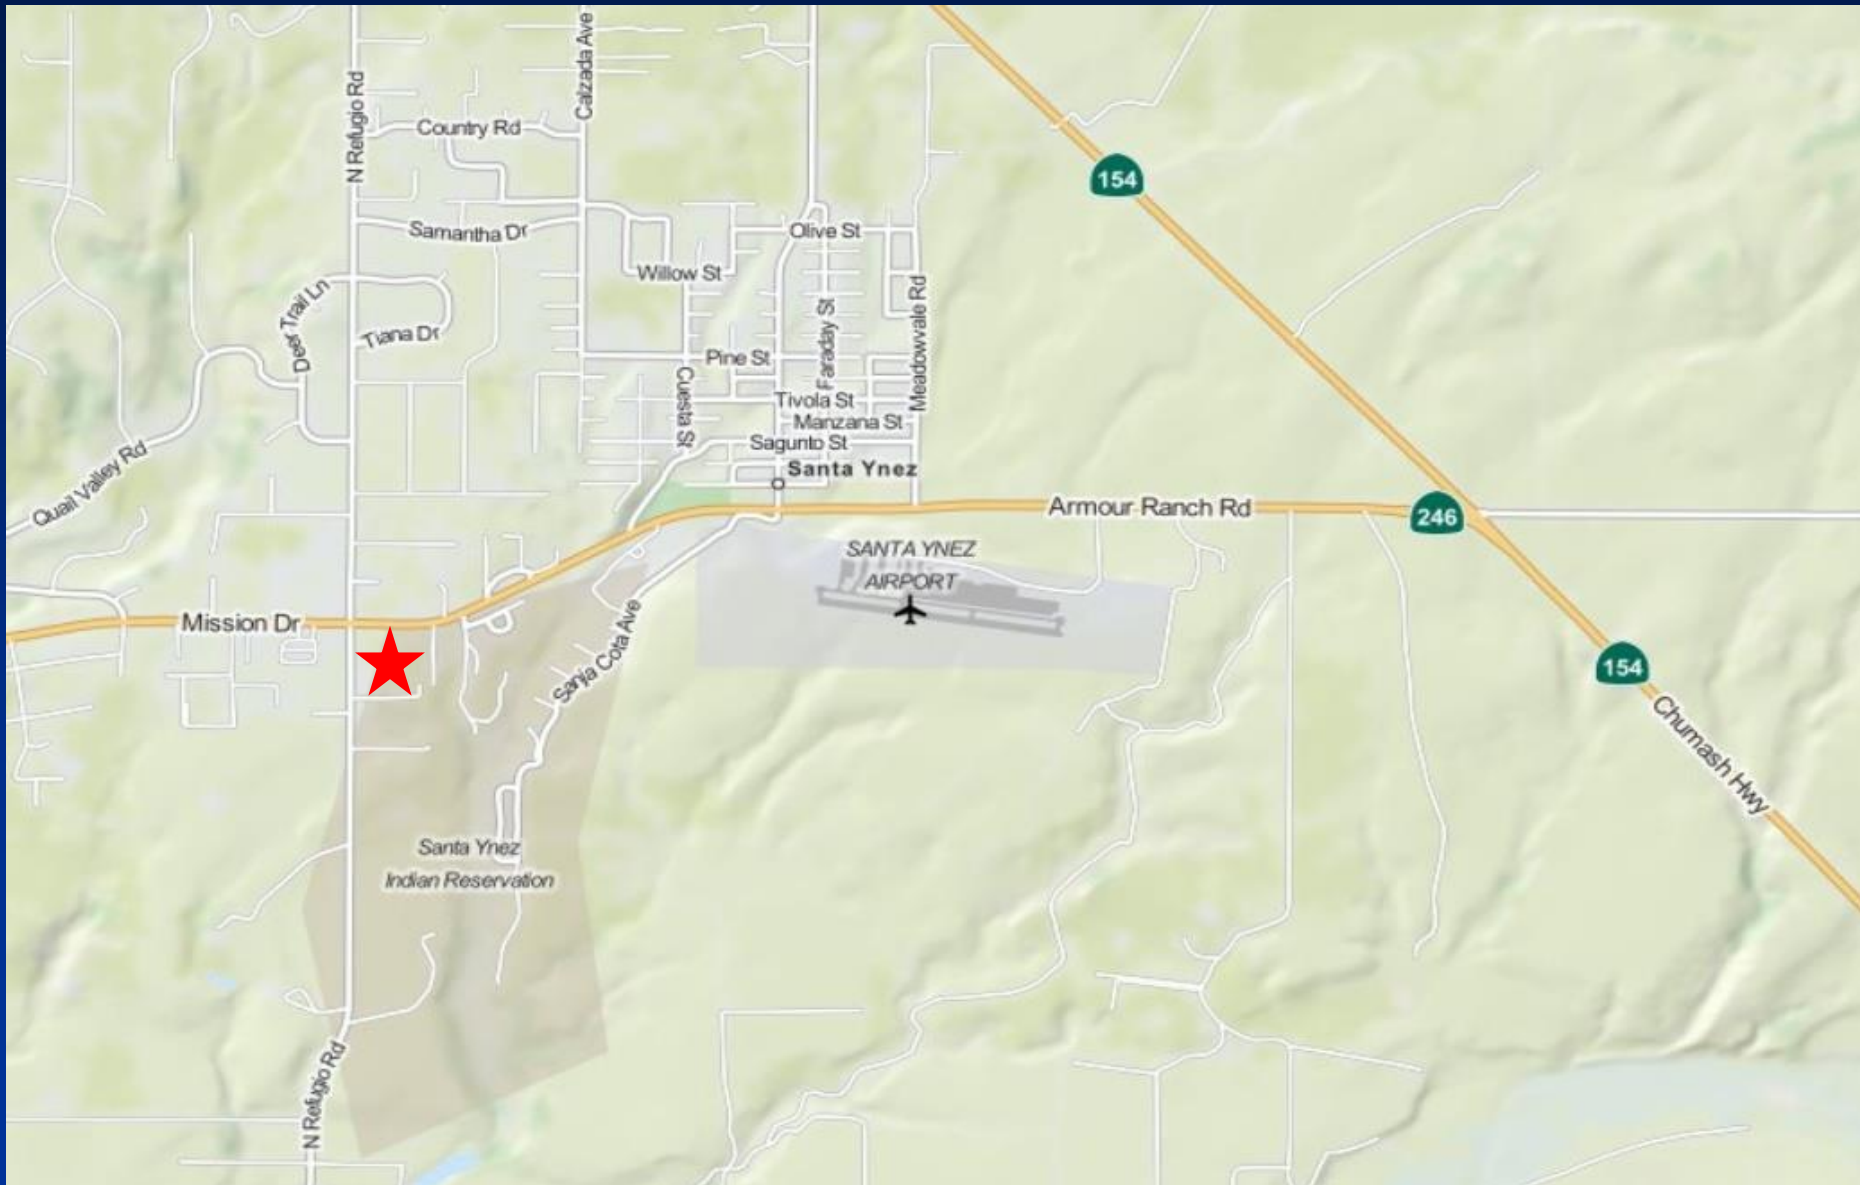 N Refugio Rd
Calzada Ave
Country Rd
154
Samantha Dr
Olive St
Willow St
Deer Trail Ln
Tiana Dr
Faraday St
Meadowvale Rd
Pine St
Cuesta St
Tivola St
Manzana St
Sagunto St
Santa Ynez
Quail Valley Rd
Armour Ranch Rd
246
SANTA YNEZ
AIRPORT
Mission Dr
Sanja Cota Ave
154
Chumash Hwy
Santa Ynez
Indian Reservation
N Refugio Rd